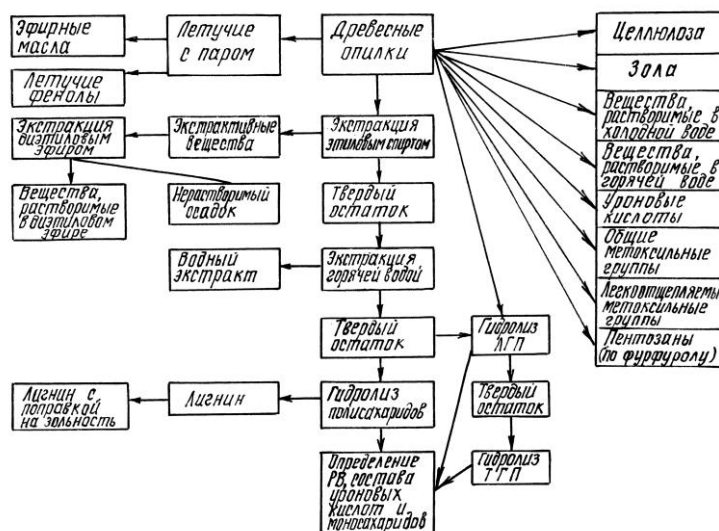 Эфирные
масла
Летучие
с паром
Древесные
опилки
Целлюлоза
Зола
Летучие
фенолы
Вещества,
растворимые в
холодной воде
Экстракция
диэтиловым
эфиром
Экстрактивные
вещества
Экстракция
этиловым спиртом
Вещества,
растворимые в
горячей воде
Вещества,
растворимые
в диэтиловом
эфире
Нерастворимый
осадок
Твердый
остаток
Уроновые
кислоты
Общие
метоксильные
группы
Водный
экстракт
Экстракция
горячей водой
Легкоотщепляемы
метоксильные
группы
Твердый
остаток
Гидролиз
ЛГП
Пентозаны
(по фурфуролу)
Лигнин с
поправкой
на зольность
Лигнин
Гидролиз
полисахаридов
Твердый
остаток
Определение
РВ, состава
уроновых
кислот и
моносахаридов
Гидролиз
ТГП